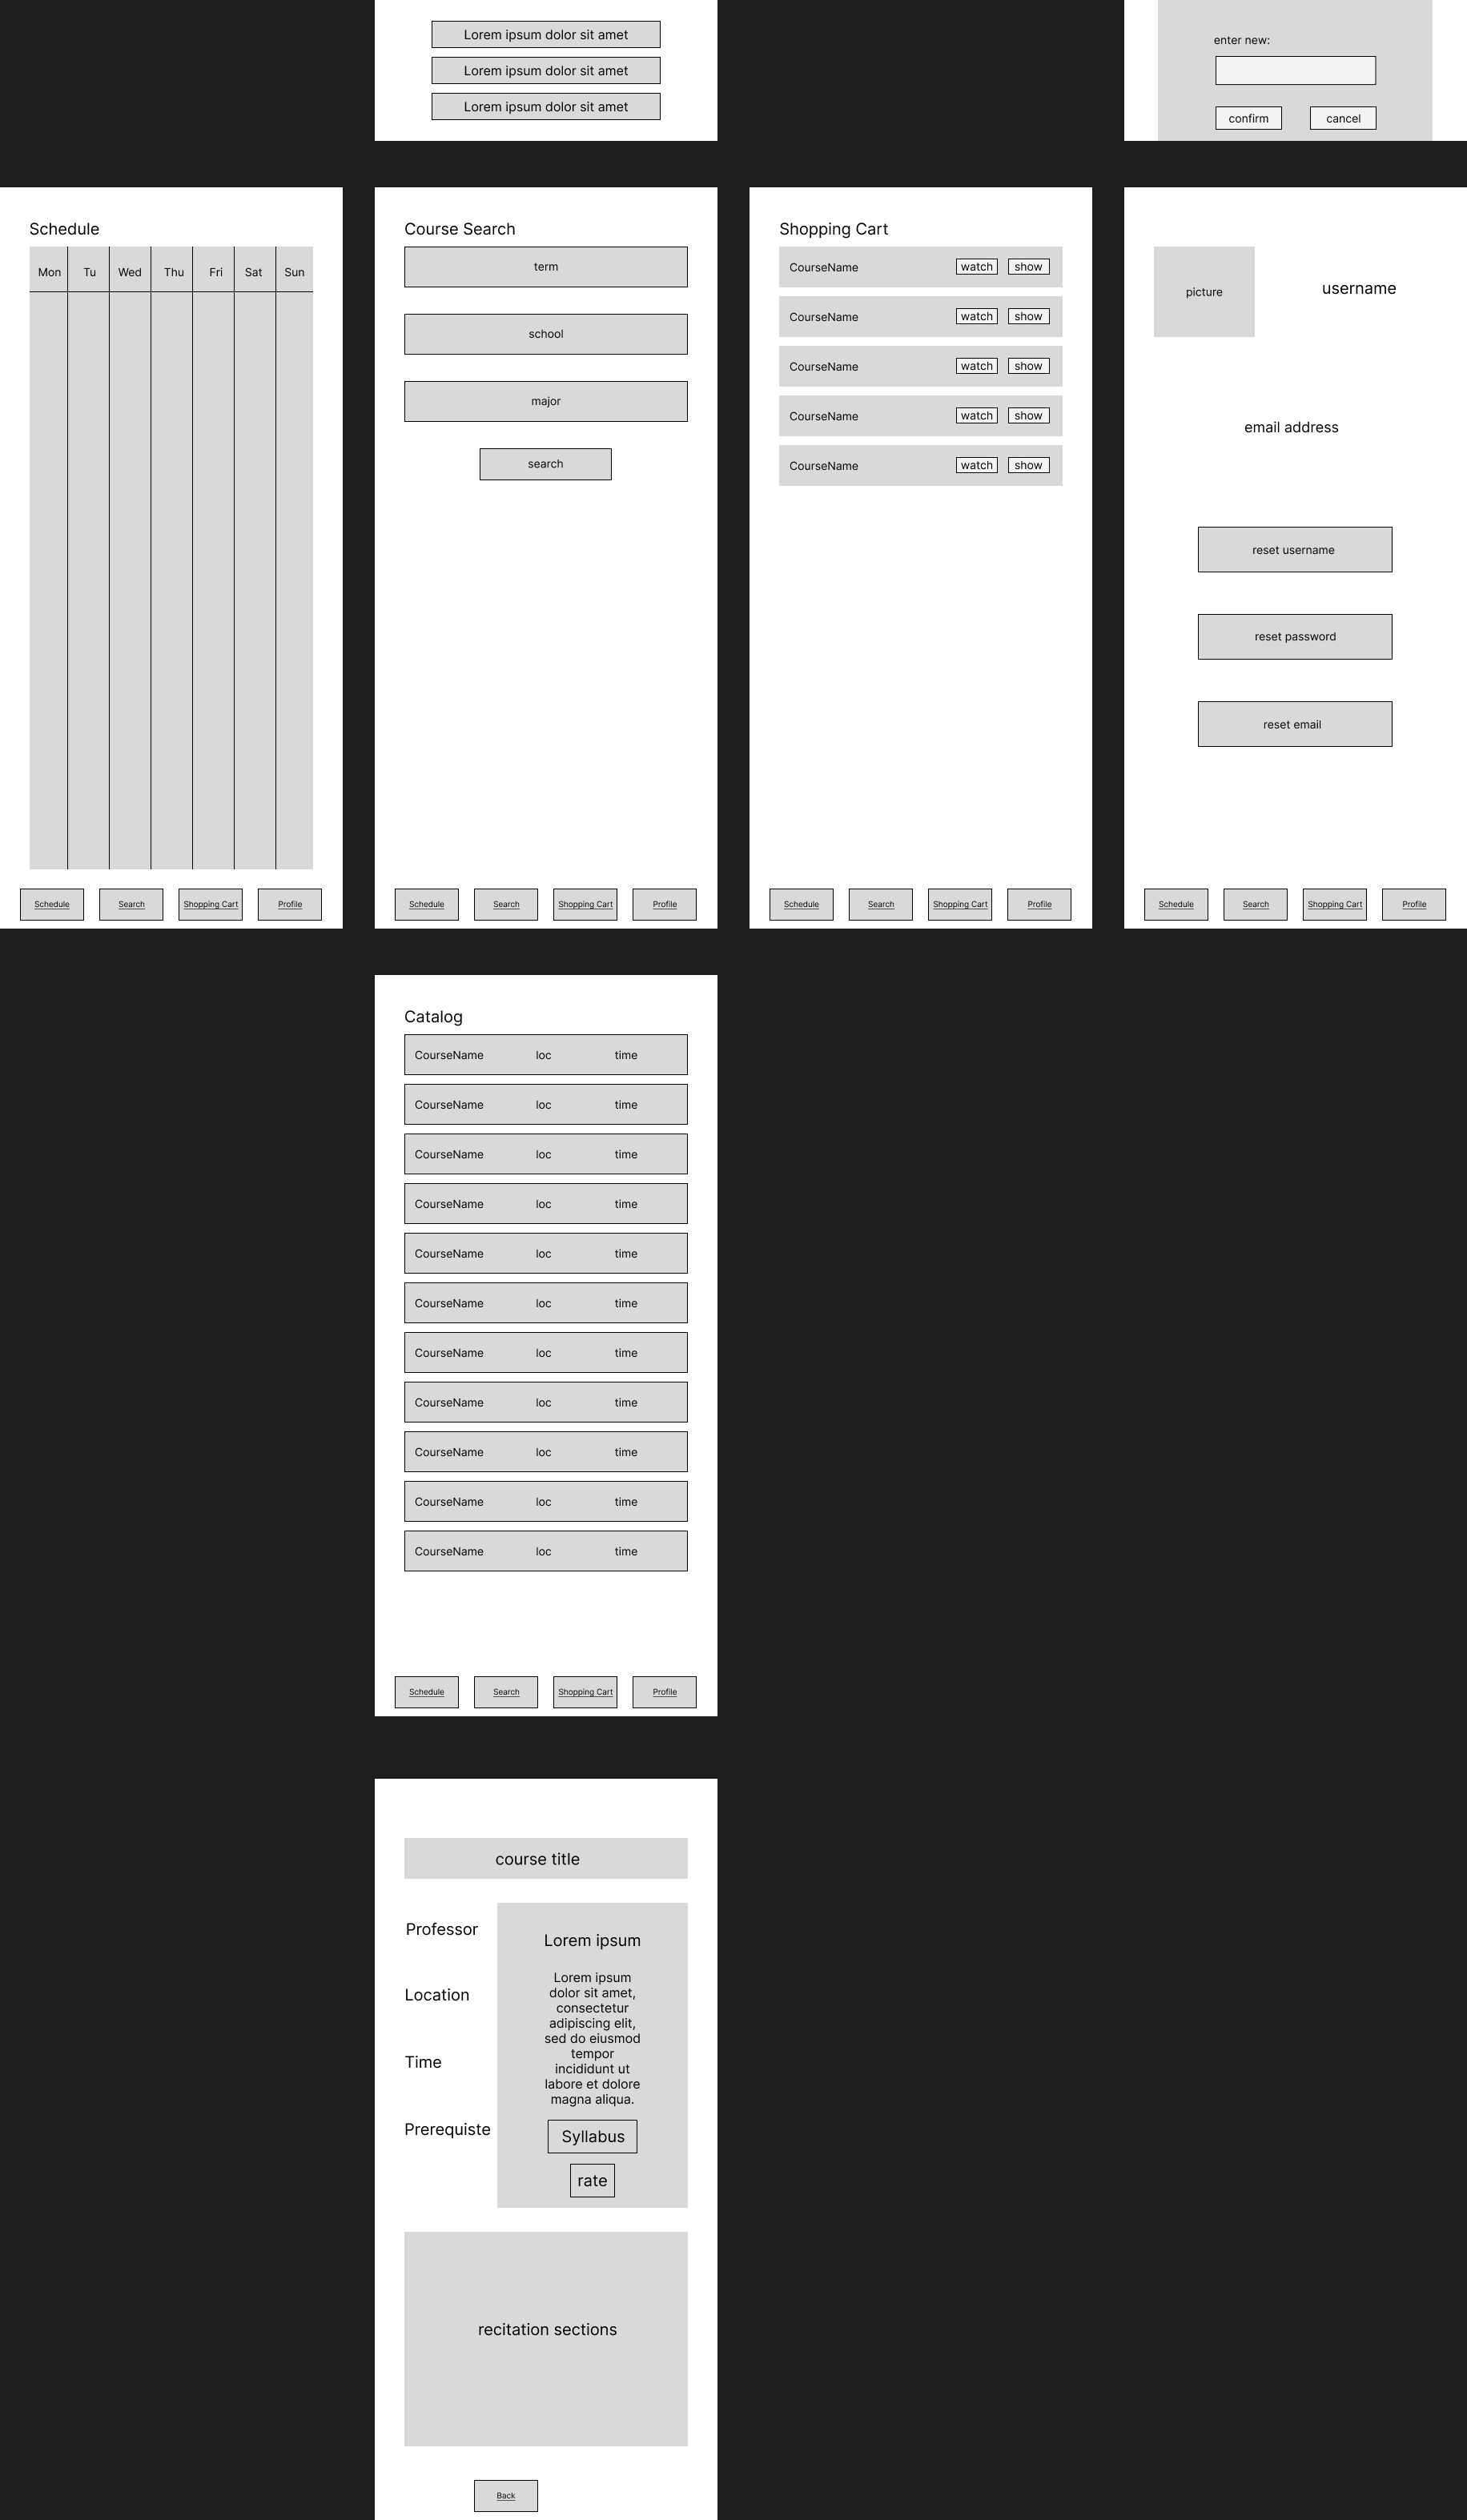 Lorem ipsum dolor sit amet
Lorem ipsum dolor sit amet
Lorem ipsum dolor sit amet
enter new:
confirm cancel
Schedule
Mon Tu Wed Thu Fri Sat Sun
Schedule Search Shopping Cart Profile
Course Search
term
school
major
search
Schedule Search Shopping Cart Profile
Shopping Cart
CourseName watch show
CourseName watch show
CourseName watch show
CourseName watch show
CourseName watch show
Schedule Search Shopping Cart Profile
picture username
email address
reset username
reset password
reset email
Schedule Search Shopping Cart Profile
Catalog
CourseName loc time
CourseName loc time
CourseName loc time
CourseName loc time
CourseName loc time
CourseName loc time
CourseName loc time
CourseName loc time
CourseName loc time
CourseName loc time
CourseName loc time
Schedule Search Shopping Cart Profile
course title
Professor
Location
Time
Prerequiste
Lorem ipsum
Lorem ipsum
dolor sit amet,
consectetur
adipiscing elit,
sed do eiusmod
tempor
incididunt ut
labore et dolore
magna aliqua.
Syllabus
rate
recitation sections
Back